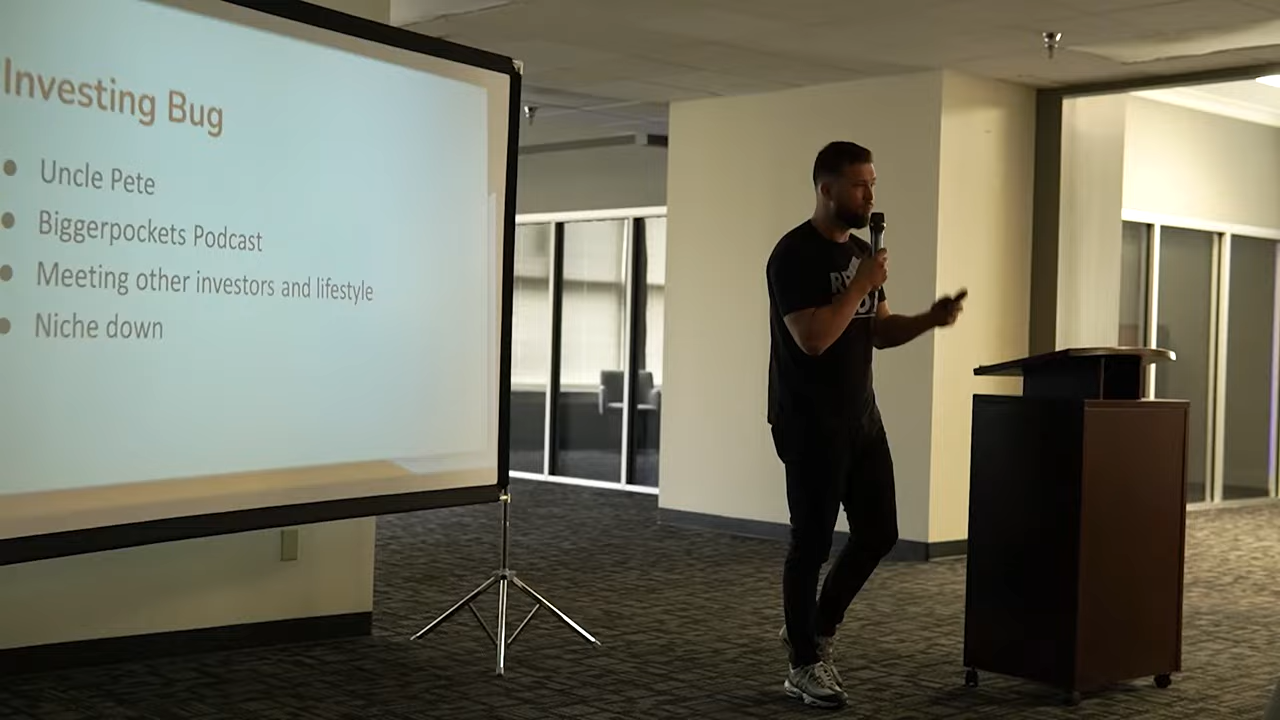 Investing Bug
Uncle Pete
Biggerpockets Podcast
Meeting other investors and lifestyle
Niche down